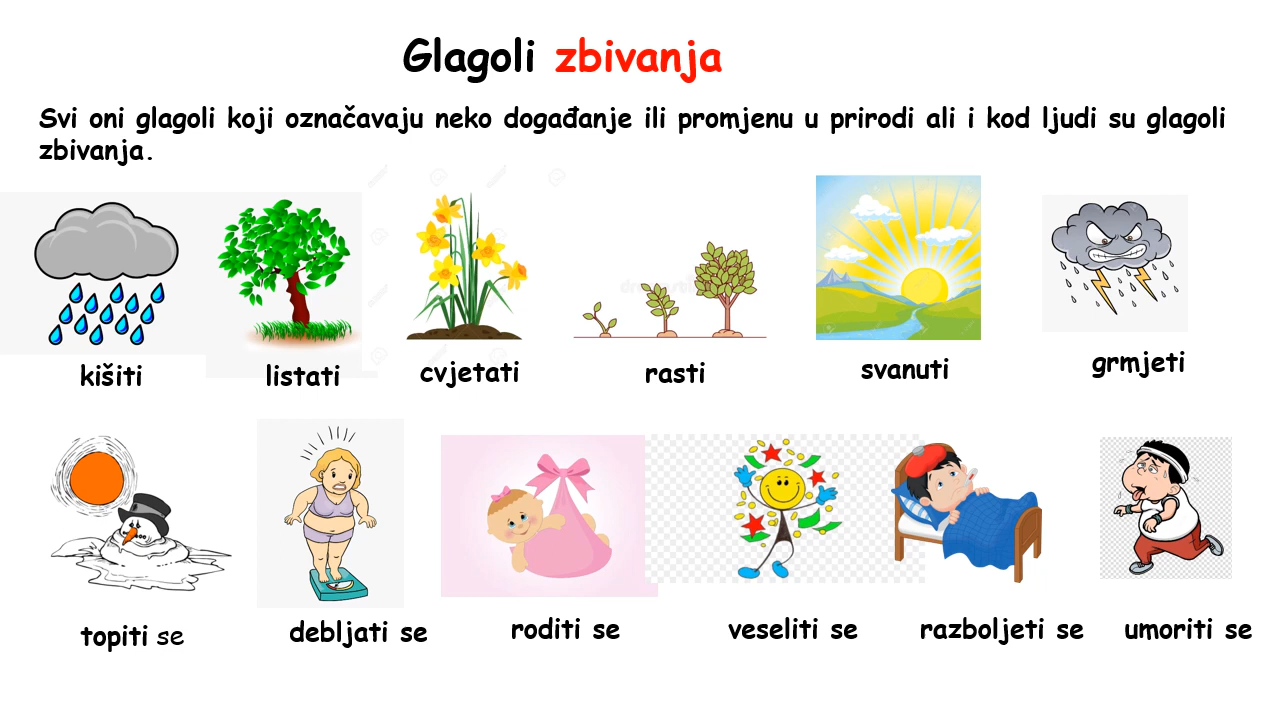 Glagoli zbivanja
Svi oni glagoli koji označavaju neko događanje ili promjenu u prirodi ali i kod ljudi su glagoli
zbivanja.
kišiti
listati
cvjetati
rasti
svanuti
grmjeti
topiti se
debljati se
roditi se
veseliti se
razboljeti se
umoriti se